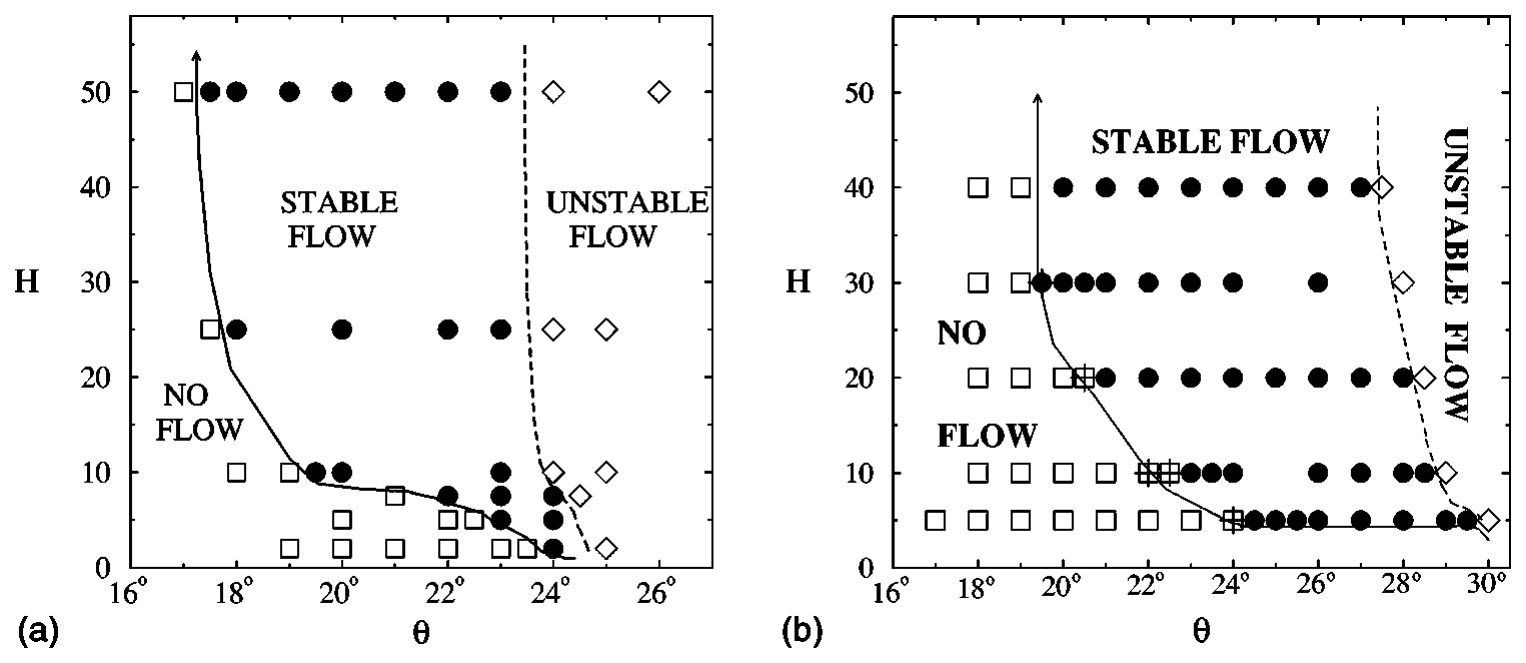 50
40
30
20
10
0
H
16° 18° 20° 22° 24° 26°
θ
(a)
STABLE
FLOW
UNSTABLE
FLOW
NO
FLOW
50
40
30
20
10
0
H
16° 18° 20° 22° 24° 26° 28° 30°
θ
(b)
STABLE FLOW
UNSTABLE FLOW
NO
FLOW